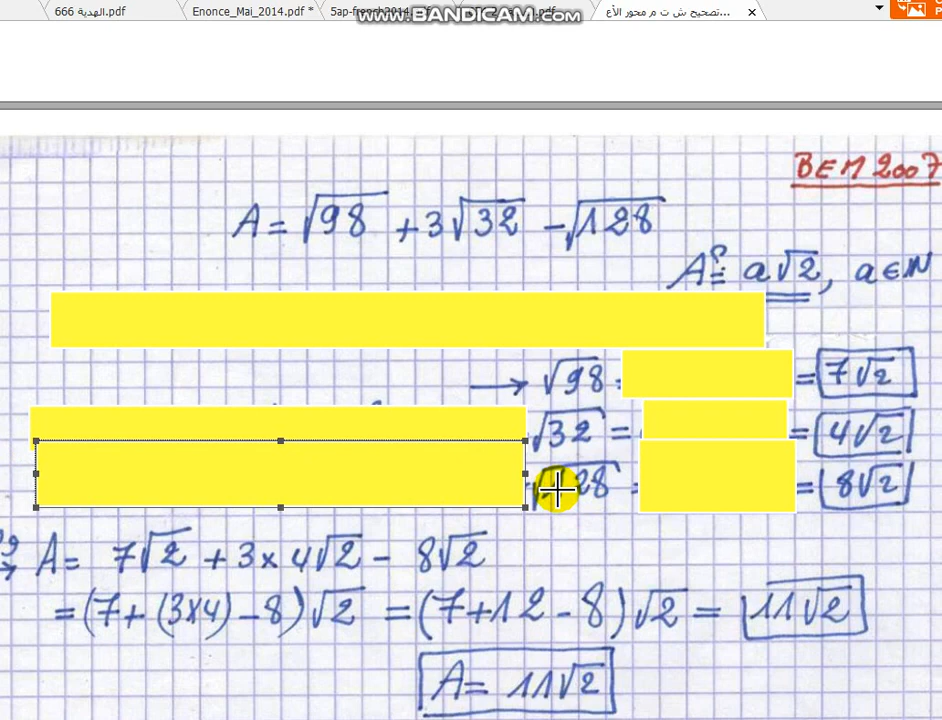 666 الهدية.pdf
Enonce_Mai_2014.pdf *
تصحيح ش ت م محور الأع...
www.BANDICAM.com
BEM 2007
A = √98 + 3√32 - √128
A ?= a√2, a ∈ N
→ √98 = = 7√2
√32 = = 4√2
√128 = = 8√2
A = 7√2 + 3 × 4√2 - 8√2
= (7 + (3×4) - 8) √2 = (7 + 12 - 8) √2 = 11√2
A = 11√2